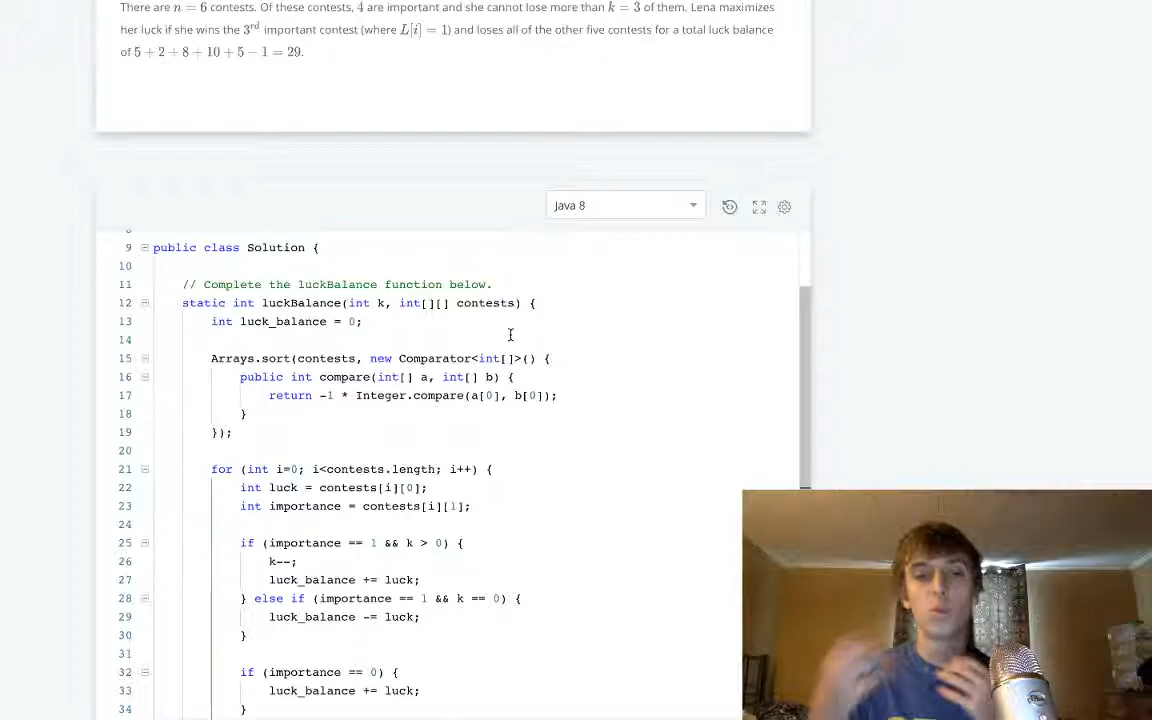 There are n = 6 contests. Of these contests, 4 are important and she cannot lose more than k = 3 of them. Lena maximizes
her luck if she wins the 3rd important contest (where L[i] = 1) and loses all of the other five contests for a total luck balance
of 5 + 2 + 8 + 10 + 5 − 1 = 29.
Java 8
8
9 public class Solution {
10
11 // Complete the luckBalance function below.
12 static int luckBalance(int k, int[][] contests) {
13 int luck_balance = 0;
14
15 Arrays.sort(contests, new Comparator<int[]>() {
16 public int compare(int[] a, int[] b) {
17 return -1 * Integer.compare(a[0], b[0]);
18 }
19 });
20
21 for (int i=0; i<contests.length; i++) {
22 int luck = contests[i][0];
23 int importance = contests[i][1];
24
25 if (importance == 1 && k > 0) {
26 k--;
27 luck_balance += luck;
28 } else if (importance == 1 && k == 0) {
29 luck_balance -= luck;
30 }
31
32 if (importance == 0) {
33 luck_balance += luck;
34 }